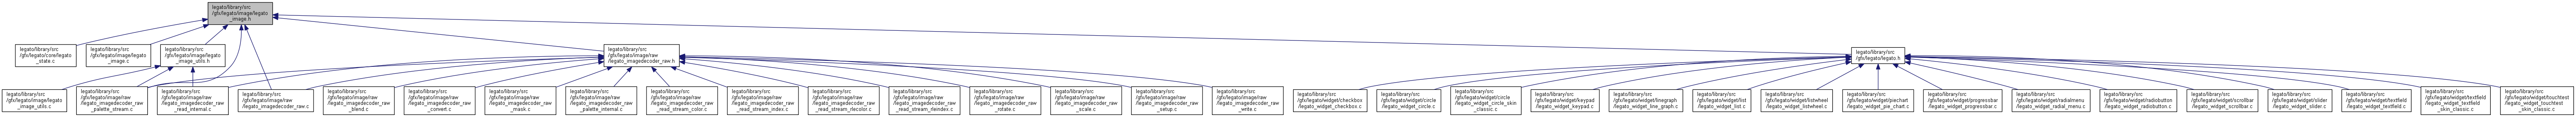 legato/library/src
/gfx/legato/image/legato
_image.h
legato/library/src
/gfx/legato/core/legato
_state.c
legato/library/src
/gfx/legato/image/legato
_image.c
legato/library/src
/gfx/legato/image/legato
_image_utils.h
legato/library/src
/gfx/legato/image/raw
/legato_imagedecoder_raw.h
legato/library/src
/gfx/legato/legato.h
legato/library/src
/gfx/legato/image/legato
_image_utils.c
legato/library/src
/gfx/legato/image/raw
/legato_imagedecoder_raw
_palette_stream.c
legato/library/src
/gfx/legato/image/raw
/legato_imagedecoder_raw
_read_internal.c
legato/library/src
/gfx/legato/image/raw
/legato_imagedecoder_raw.c
legato/library/src
/gfx/legato/image/raw
/legato_imagedecoder_raw
_blend.c
legato/library/src
/gfx/legato/image/raw
/legato_imagedecoder_raw
_convert.c
legato/library/src
/gfx/legato/image/raw
/legato_imagedecoder_raw
_mask.c
legato/library/src
/gfx/legato/image/raw
/legato_imagedecoder_raw
_palette_internal.c
legato/library/src
/gfx/legato/image/raw
/legato_imagedecoder_raw
_read_stream_color.c
legato/library/src
/gfx/legato/image/raw
/legato_imagedecoder_raw
_read_stream_index.c
legato/library/src
/gfx/legato/image/raw
/legato_imagedecoder_raw
_read_stream_rlecolor.c
legato/library/src
/gfx/legato/image/raw
/legato_imagedecoder_raw
_read_stream_rleindex.c
legato/library/src
/gfx/legato/image/raw
/legato_imagedecoder_raw
_rotate.c
legato/library/src
/gfx/legato/image/raw
/legato_imagedecoder_raw
_scale.c
legato/library/src
/gfx/legato/image/raw
/legato_imagedecoder_raw
_setup.c
legato/library/src
/gfx/legato/image/raw
/legato_imagedecoder_raw
_write.c
legato/library/src
/gfx/legato/widget/checkbox
/legato_widget_checkbox.c
legato/library/src
/gfx/legato/widget/circle
/legato_widget_circle.c
legato/library/src
/gfx/legato/widget/circle
/legato_widget_circle_skin
_classic.c
legato/library/src
/gfx/legato/widget/keypad
/legato_widget_keypad.c
legato/library/src
/gfx/legato/widget/linegraph
/legato_widget_line_graph.c
legato/library/src
/gfx/legato/widget/list
/legato_widget_list.c
legato/library/src
/gfx/legato/widget/listwheel
/legato_widget_listwheel.c
legato/library/src
/gfx/legato/widget/piechart
/legato_widget_pie_chart.c
legato/library/src
/gfx/legato/widget/progressbar
/legato_widget_progressbar.c
legato/library/src
/gfx/legato/widget/radialmenu
/legato_widget_radial_menu.c
legato/library/src
/gfx/legato/widget/radiobutton
/legato_widget_radiobutton.c
legato/library/src
/gfx/legato/widget/scrollbar
/legato_widget_scrollbar.c
legato/library/src
/gfx/legato/widget/slider
/legato_widget_slider.c
legato/library/src
/gfx/legato/widget/textfield
/legato_widget_textfield.c
legato/library/src
/gfx/legato/widget/textfield
/legato_widget_textfield
_skin_classic.c
legato/library/src
/gfx/legato/widget/touchtest
/legato_widget_touchtest
_skin_classic.c